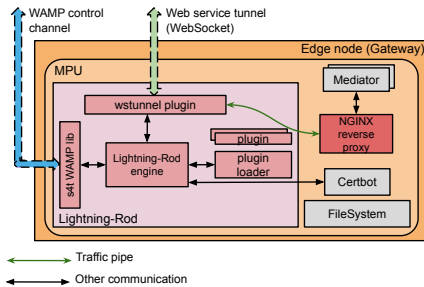 WAMP control
channel
Web service tunnel
(WebSocket)
Edge node (Gateway)
MPU
Mediator
wstunnel plugin
NGINX
reverse
proxy
plugin
s4t WAMP lib
Lightning-Rod
engine
plugin
loader
Certbot
Lightning-Rod
FileSystem
Traffic pipe
Other communication